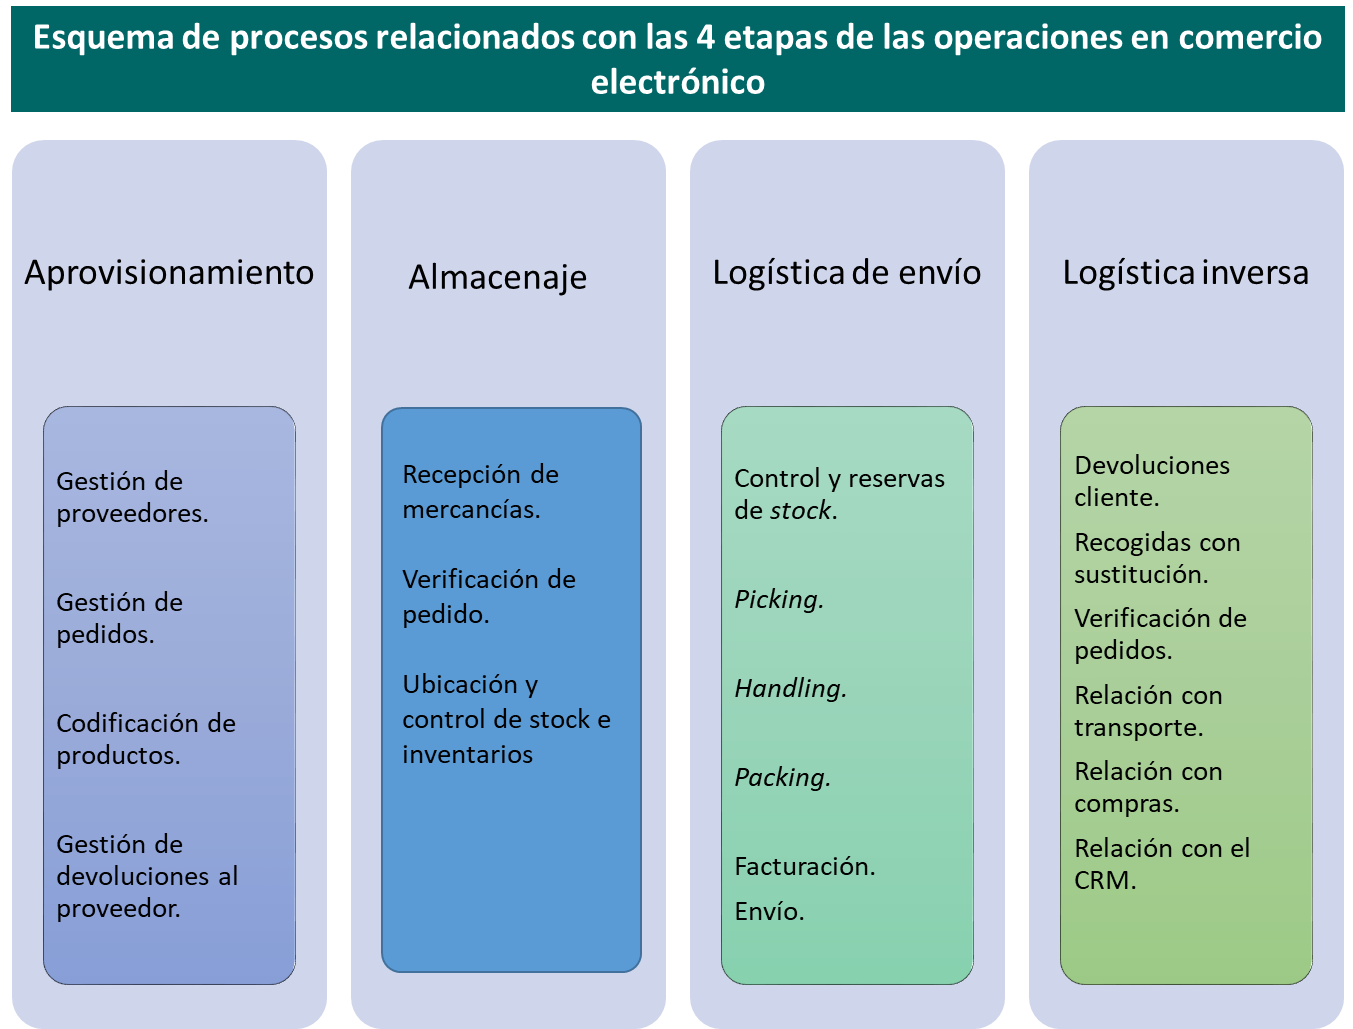 Esquema de procesos relacionados con las 4 etapas de las operaciones en comercio
electrónico
Aprovisionamiento
Gestión de
proveedores.
Gestión de
pedidos.
Codificación de
productos.
Gestión de
devoluciones al
proveedor.
Almacenaje
Recepción de
mercancías.
Verificación de
pedido.
Ubicación y
control de stock e
inventarios
Logística de envío
Control y reservas
de stock.
Picking.
Handling.
Packing.
Facturación.
Envío.
Logística inversa
Devoluciones
cliente.
Recogidas con
sustitución.
Verificación de
pedidos.
Relación con
transporte.
Relación con
compras.
Relación con el
CRM.